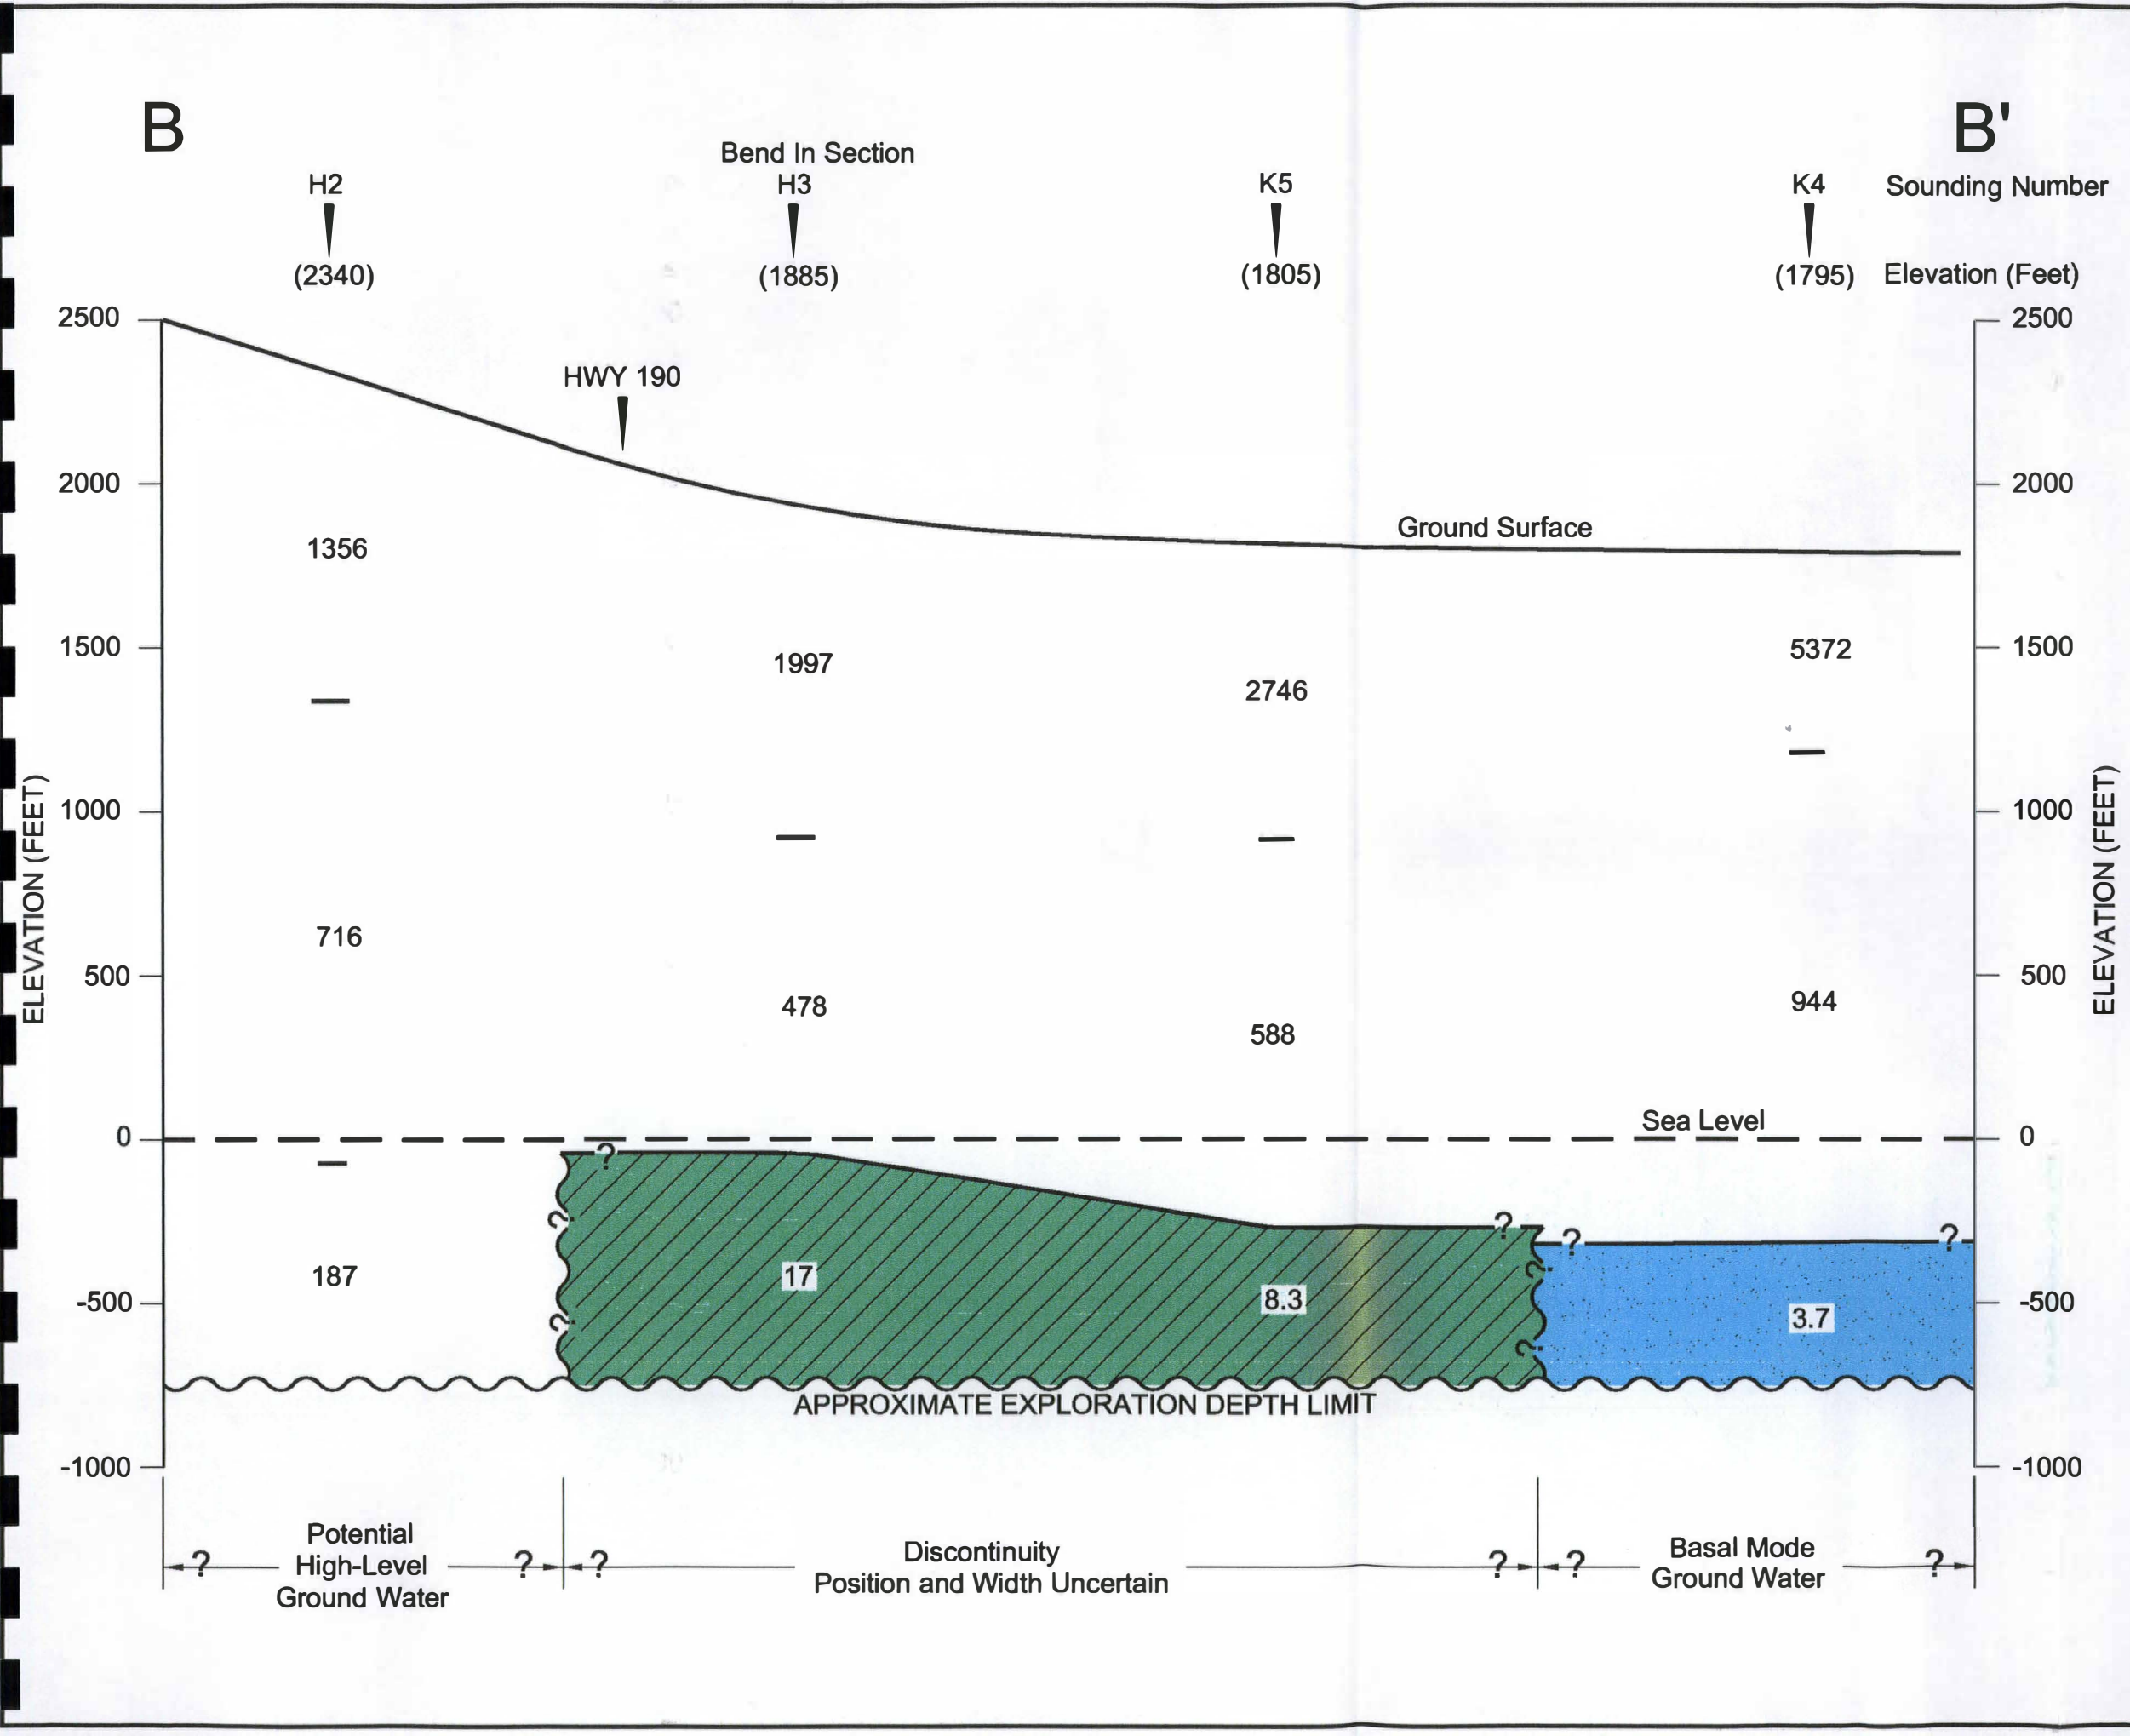 B
B'
Bend In Section
H2
H3
K5
K4
Sounding Number
(2340)
(1885)
(1805)
(1795)
Elevation (Feet)
2500
2500
HWY 190
2000
2000
Ground Surface
1356
1500
1997
2746
5372
1500
1000
1000
ELEVATION (FEET)
ELEVATION (FEET)
716
500
500
478
588
944
Sea Level
0
0
?
?
?
?
?
187
17
8.3
3.7
?
-500
-500
?
?
APPROXIMATE EXPLORATION DEPTH LIMIT
-1000
-1000
Potential
High-Level
Ground Water
? ?
Discontinuity
Position and Width Uncertain
? ?
Basal Mode
Ground Water
? ?